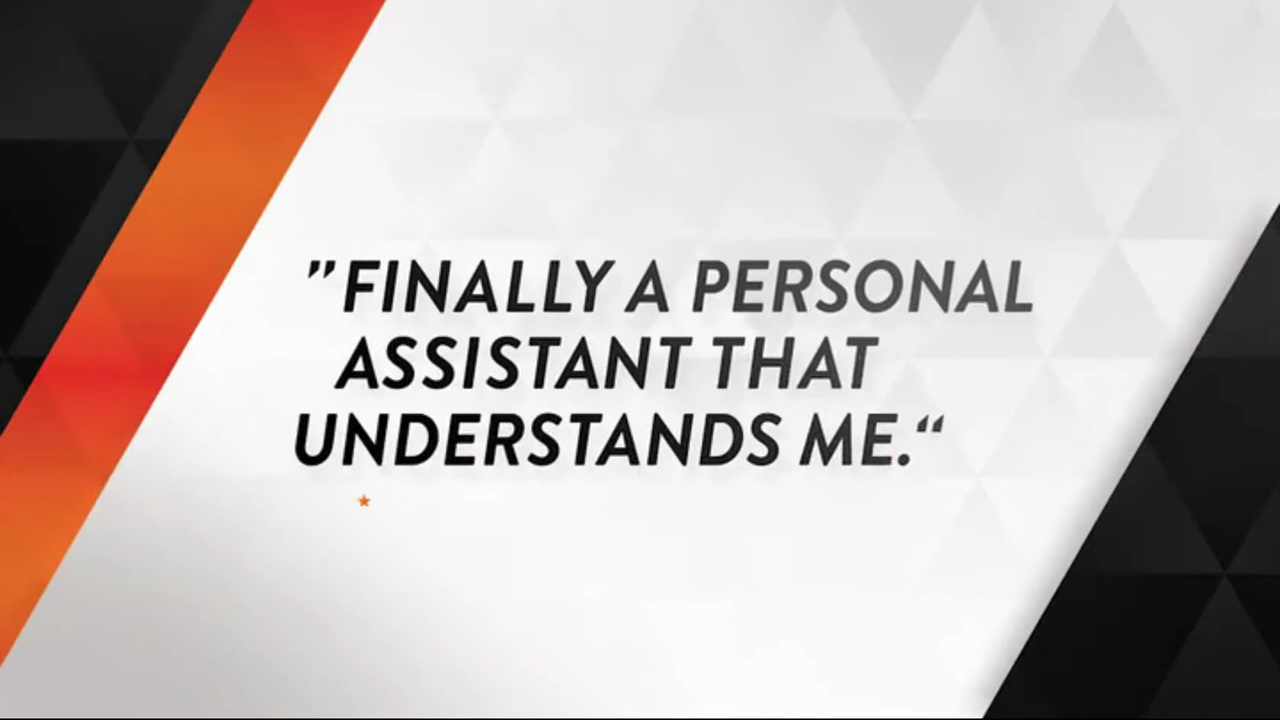 ”FINALLY A PERSONAL
ASSISTANT THAT
UNDERSTANDS ME.“